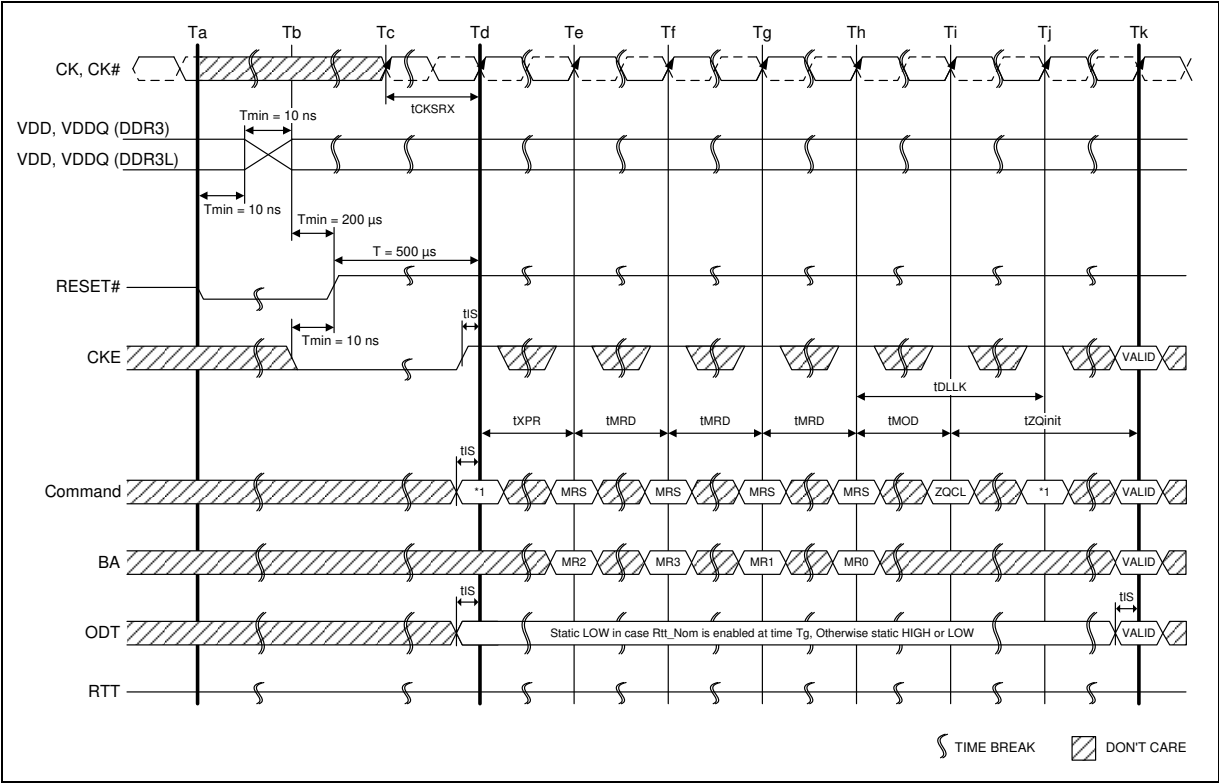 Ta Tb Tc Td Te Tf Tg Th Ti Tj Tk
CK, CK#
tCKSRX
Tmin = 10 ns
VDD, VDDQ (DDR3)
VDD, VDDQ (DDR3L)
Tmin = 10 ns
Tmin = 200 µs
T = 500 µs
RESET#
tIS
Tmin = 10 ns
CKE VALID
tDLLK
tXPR tMRD tMRD tMRD tMOD tZQinit
tIS
Command *1 MRS MRS MRS MRS ZQCL *1 VALID
BA MR2 MR3 MR1 MR0 VALID
tIS tIS
ODT Static LOW in case Rtt_Nom is enabled at time Tg, Otherwise static HIGH or LOW VALID
RTT
TIME BREAK DON'T CARE